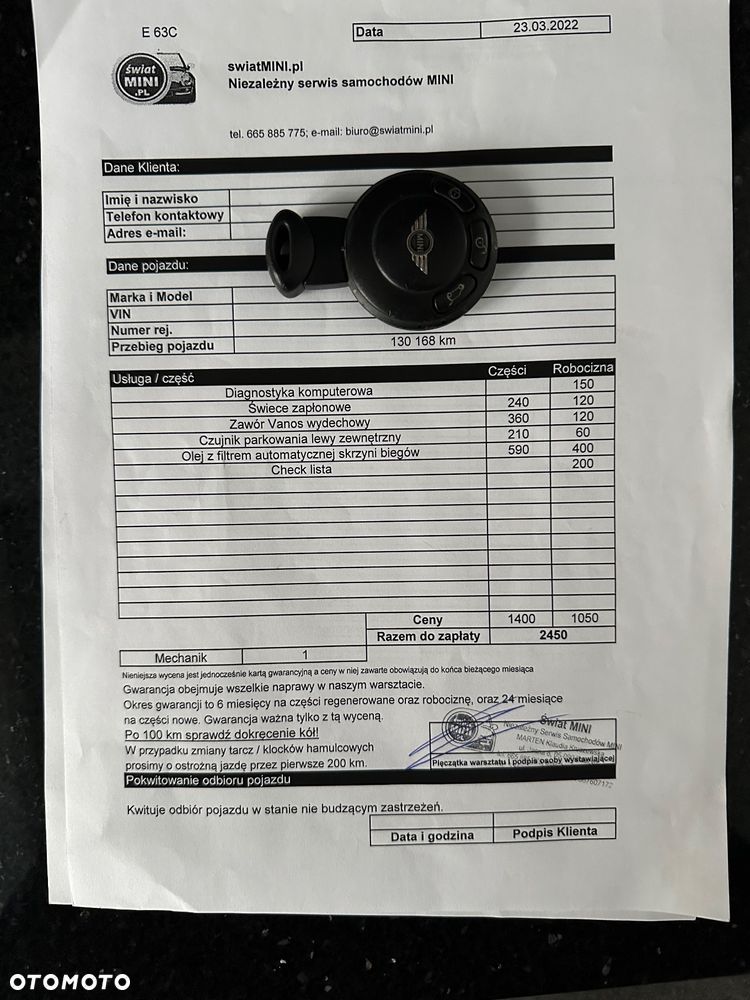 E 63C
Data 23.03.2022
świat MINI .PL
swiatMINI.pl
Niezależny serwis samochodów MINI
tel. 665 885 775; e-mail: biuro@swiatmini.pl
Dane Klienta:
Imię i nazwisko
Telefon kontaktowy
Adres e-mail:
MINI
Dane pojazdu:
Marka i Model
VIN
Numer rej.
Przebieg pojazdu 130 168 km
Usługa / część Części Robocizna
Diagnostyka komputerowa 150
Świece zapłonowe 240 120
Zawór Vanos wydechowy 360 120
Czujnik parkowania lewy zewnętrzny 210 60
Olej z filtrem automatycznej skrzyni biegów 590 400
Check lista 200
Ceny 1400 1050
Razem do zapłaty 2450
Mechanik 1
Nieniejsza wycena jest jednocześnie kartą gwarancyjną a ceny w niej zawarte obowiązują do końca bieżącego miesiąca
Gwarancja obejmuje wszelkie naprawy w naszym warsztacie.
Okres gwarancji to 6 miesięcy na części regenerowane oraz robociznę, oraz 24 miesiące
na części nowe. Gwarancja ważna tylko z tą wyceną.
Po 100 km sprawdź dokręcenie kół!
W przypadku zmiany tarcz / klocków hamulcowych
prosimy o ostrożną jazdę przez pierwsze 200 km.
Świat MINI
Niezależny Serwis Samochodów MINI
MARTEN Klaudia
Pieczątka warsztatu i podpis osoby wystawiającej
Pokwitowanie odbioru pojazdu
Kwituje odbiór pojazdu w stanie nie budzącym zastrzeżeń.
Data i godzina Podpis Klienta
OTOMOTO